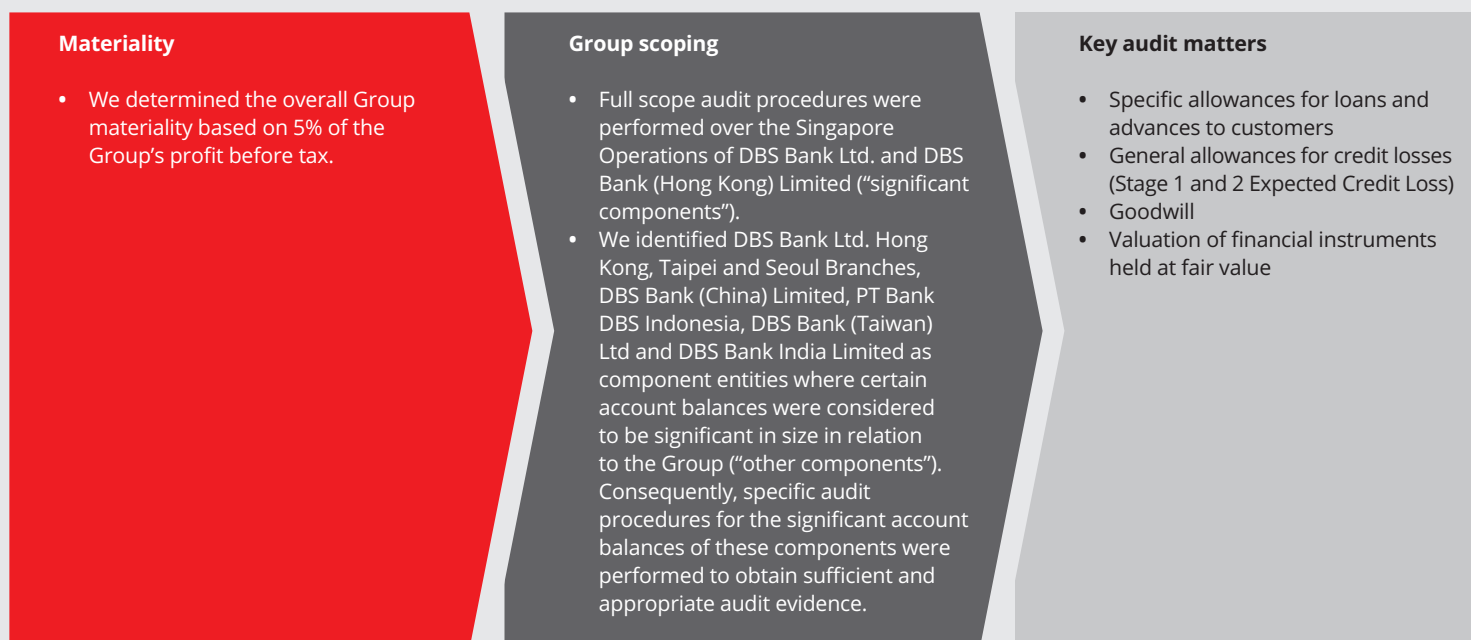 Materiality
• We determined the overall Group
materiality based on 5% of the
Group’s profit before tax.
Group scoping
• Full scope audit procedures were
performed over the Singapore
Operations of DBS Bank Ltd. and DBS
Bank (Hong Kong) Limited (“significant
components”).
• We identified DBS Bank Ltd. Hong
Kong, Taipei and Seoul Branches,
DBS Bank (China) Limited, PT Bank
DBS Indonesia, DBS Bank (Taiwan)
Ltd and DBS Bank India Limited as
component entities where certain
account balances were considered
to be significant in size in relation
to the Group (“other components”).
Consequently, specific audit
procedures for the significant account
balances of these components were
performed to obtain sufficient and
appropriate audit evidence.
Key audit matters
• Specific allowances for loans and
advances to customers
• General allowances for credit losses
(Stage 1 and 2 Expected Credit Loss)
• Goodwill
• Valuation of financial instruments
held at fair value